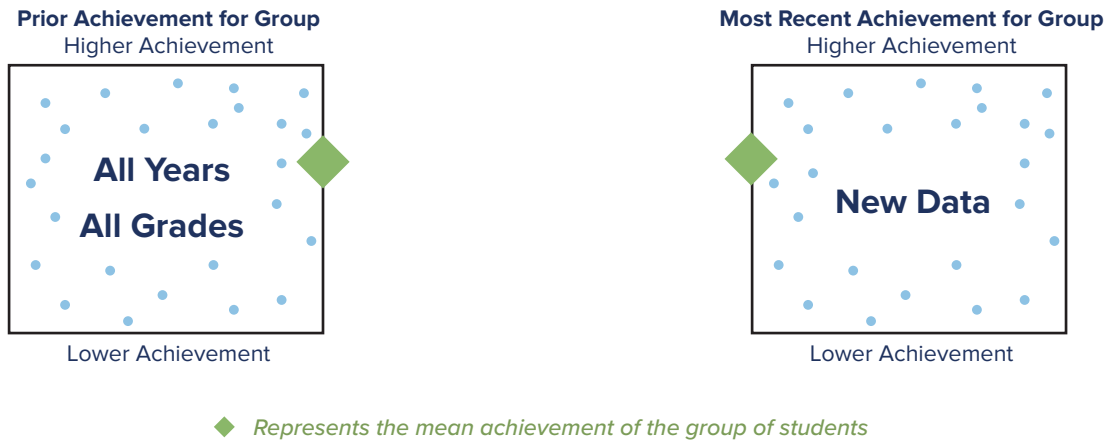 Prior Achievement for Group
Higher Achievement
All Years
All Grades
Lower Achievement
Most Recent Achievement for Group
Higher Achievement
New Data
Lower Achievement
Represents the mean achievement of the group of students